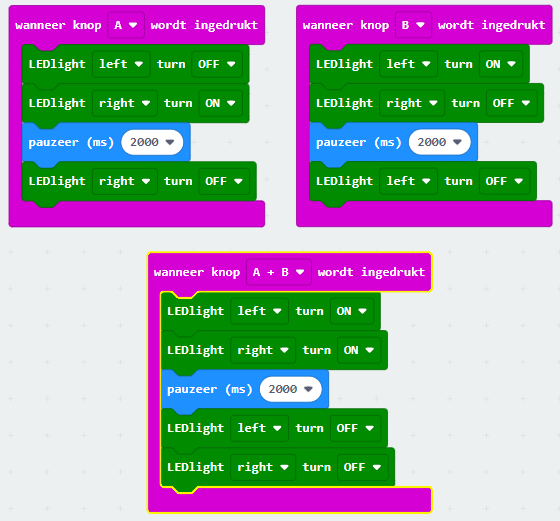 wanneer knop A wordt ingedrukt
LEDlight left turn OFF
LEDlight right turn ON
pauzeer (ms) 2000
LEDlight right turn OFF
wanneer knop B wordt ingedrukt
LEDlight left turn ON
LEDlight right turn OFF
pauzeer (ms) 2000
LEDlight left turn OFF
wanneer knop A + B wordt ingedrukt
LEDlight left turn ON
LEDlight right turn ON
pauzeer (ms) 2000
LEDlight left turn OFF
LEDlight right turn OFF